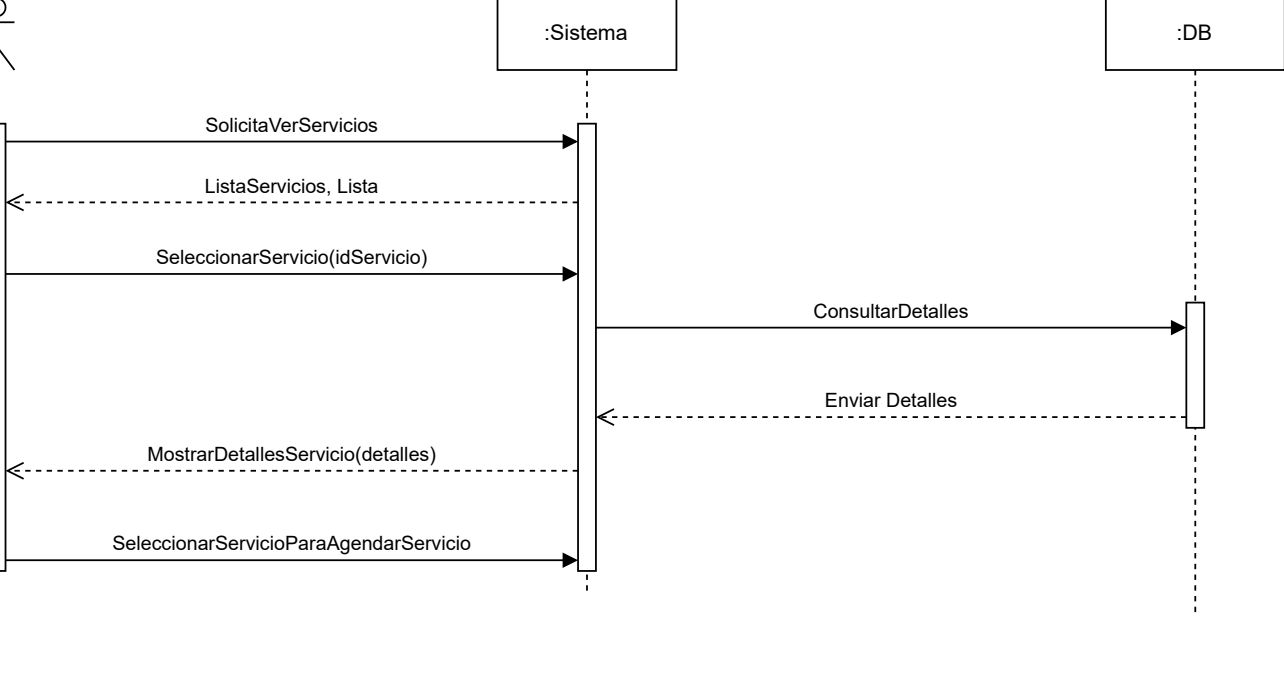 :Sistema
:DB
SolicitaVerServicios
ListaServicios, Lista
SeleccionarServicio(idServicio)
ConsultarDetalles
Enviar Detalles
MostrarDetallesServicio(detalles)
SeleccionarServicioParaAgendarServicio